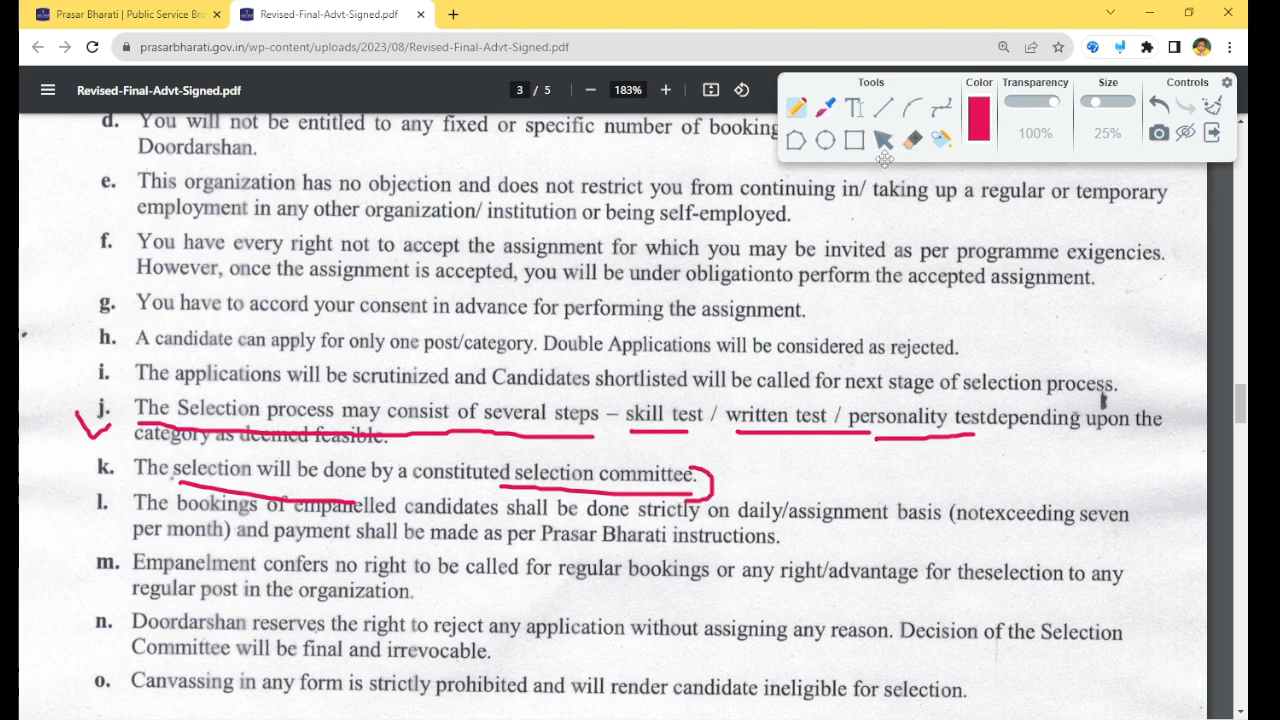 Prasar Bharati | Public Service Bro
Revised-Final-Advt-Signed.pdf
prasarbharati.gov.in/wp-content/uploads/2023/08/Revised-Final-Advt-Signed.pdf
Revised-Final-Advt-Signed.pdf
3 / 5
183%
Tools
Color
Transparency
Size
Controls
100%
25%
d. You will not be entitled to any fixed or specific number of booking
Doordarshan.
e. This organization has no objection and does not restrict you from continuing in/ taking up a regular or temporary
employment in any other organization/ institution or being self-employed.
f. You have every right not to accept the assignment for which you may be invited as per programme exigencies.
However, once the assignment is accepted, you will be under obligationto perform the accepted assignment.
g. You have to accord your consent in advance for performing the assignment.
h. A candidate can apply for only one post/category. Double Applications will be considered as rejected.
i. The applications will be scrutinized and Candidates shortlisted will be called for next stage of selection process.
j. The Selection process may consist of several steps – skill test / written test / personality testdepending upon the
category as deemed feasible.
k. The selection will be done by a constituted selection committee.
l. The bookings of empanelled candidates shall be done strictly on daily/assignment basis (notexceeding seven
per month) and payment shall be made as per Prasar Bharati instructions.
m. Empanelment confers no right to be called for regular bookings or any right/advantage for theselection to any
regular post in the organization.
n. Doordarshan reserves the right to reject any application without assigning any reason. Decision of the Selection
Committee will be final and irrevocable.
o. Canvassing in any form is strictly prohibited and will render candidate ineligible for selection.